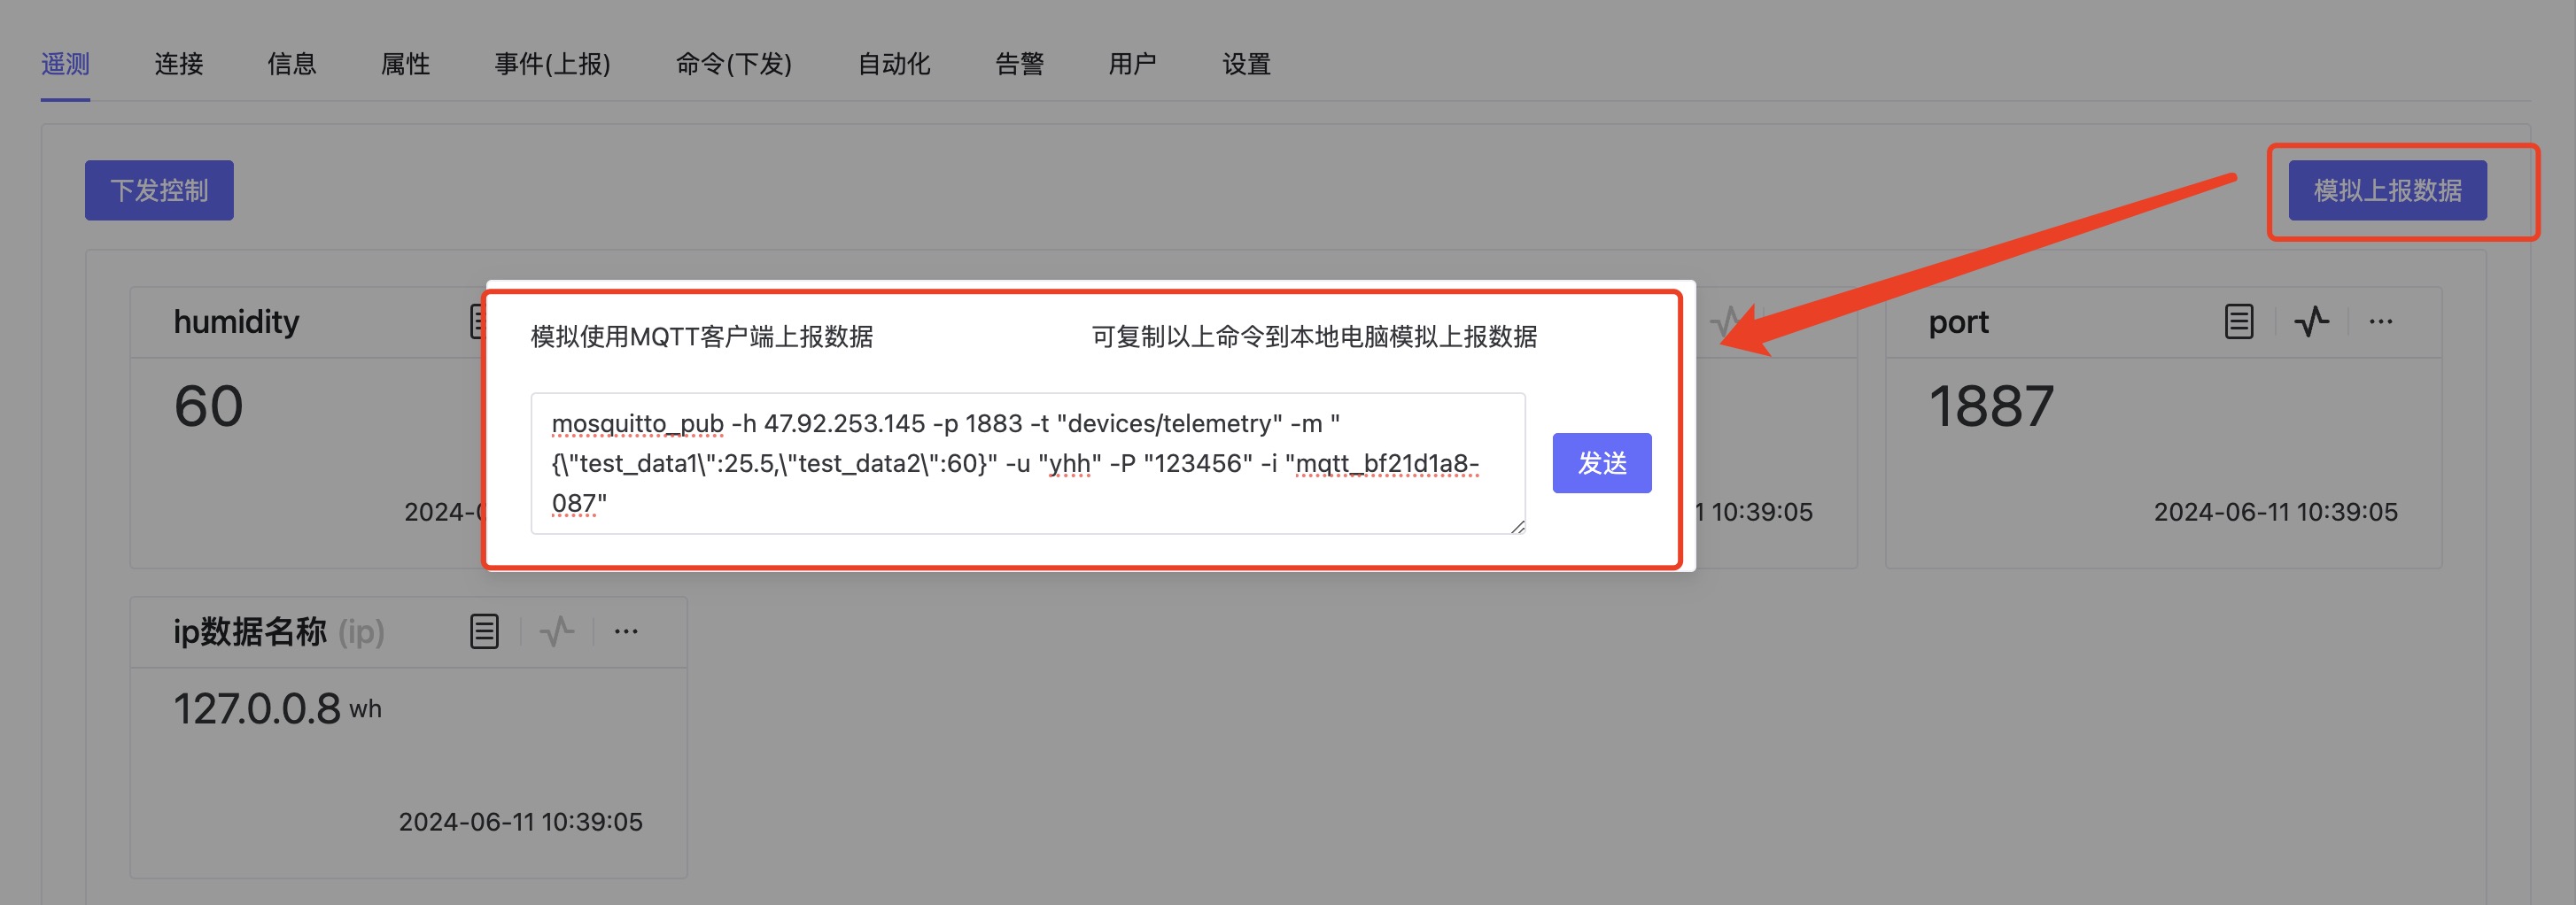 遥测 连接 信息 属性 事件(上报) 命令(下发) 自动化 告警 用户 设置
下发控制 模拟上报数据
humidity
port
模拟使用MQTT客户端上报数据 可复制以上命令到本地电脑模拟上报数据
60
1887
mosquitto_pub -h 47.92.253.145 -p 1883 -t "devices/telemetry" -m "
{\"test_data1\":25.5,\"test_data2\":60}" -u "yhh" -P "123456" -i "mqtt_bf21d1a8-
087"
发送
2024-0
1 10:39:05
2024-06-11 10:39:05
ip数据名称 (ip)
127.0.0.8 wh
2024-06-11 10:39:05